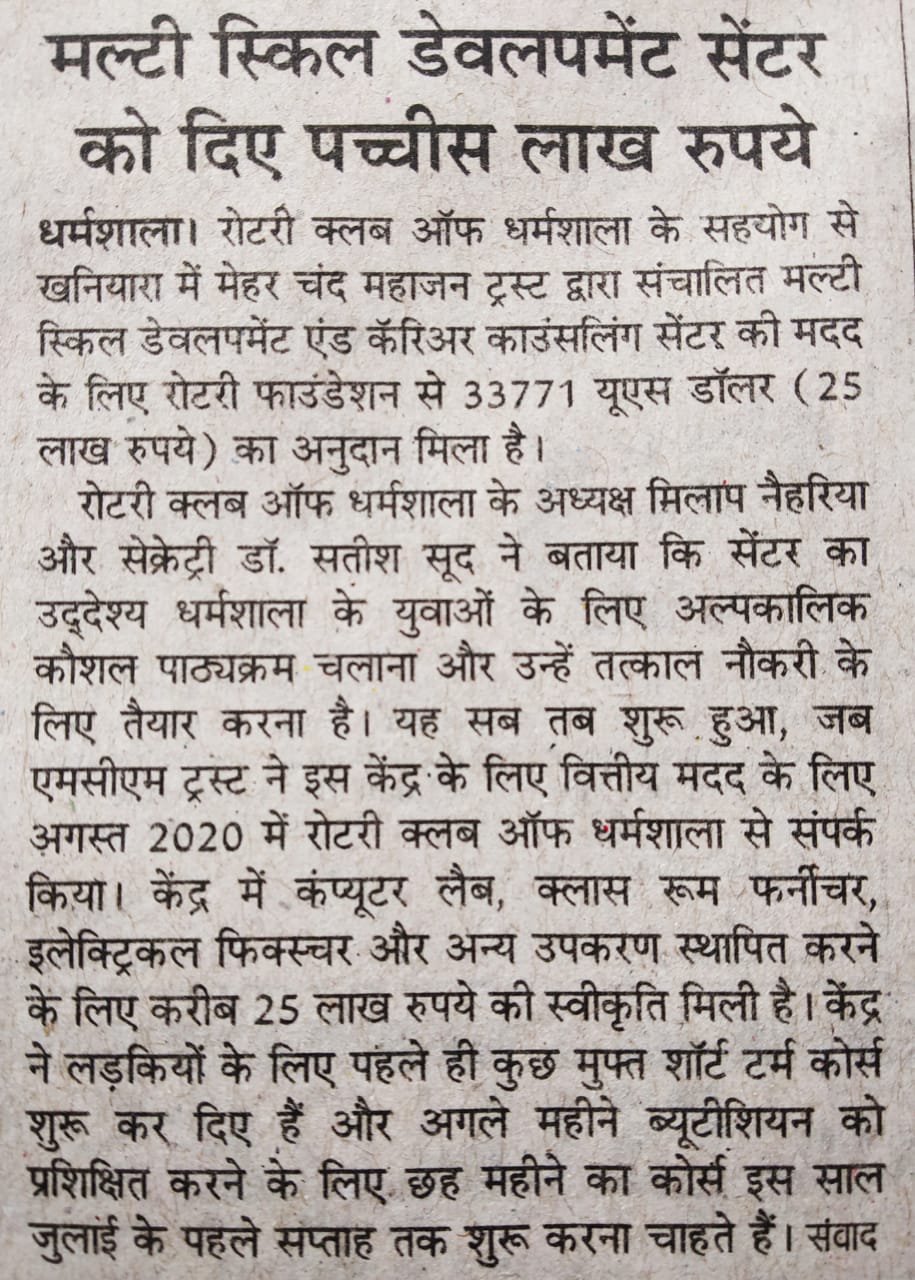 मल्टी स्किल डेवलपमेंट सेंटर
को दिए पच्चीस लाख रुपये
धर्मशाला। रोटरी क्लब ऑफ धर्मशाला के सहयोग से
खनियारा में मेहर चंद महाजन ट्रस्ट द्वारा संचालित मल्टी
स्किल डेवलपमेंट एंड कॅरिअर काउंसलिंग सेंटर की मदद
के लिए रोटरी फाउंडेशन से 33771 यूएस डॉलर (25
लाख रुपये) का अनुदान मिला है।
रोटरी क्लब ऑफ धर्मशाला के अध्यक्ष मिलाप नैहरिया
और सेक्रेट्री डॉ. सतीश सूद ने बताया कि सेंटर का
उद्देश्य धर्मशाला के युवाओं के लिए अल्पकालिक
कौशल पाठ्यक्रम चलाना और उन्हें तत्काल नौकरी के
लिए तैयार करना है। यह सब तब शुरू हुआ, जब
एमसीएम ट्रस्ट ने इस केंद्र के लिए वित्तीय मदद के लिए
अगस्त 2020 में रोटरी क्लब ऑफ धर्मशाला से संपर्क
किया। केंद्र में कंप्यूटर लैब, क्लास रूम फर्नीचर,
इलेक्ट्रिकल फिक्स्चर और अन्य उपकरण स्थापित करने
के लिए करीब 25 लाख रुपये की स्वीकृति मिली है। केंद्र
ने लड़कियों के लिए पहले ही कुछ मुफ्त शॉर्ट टर्म कोर्स
शुरू कर दिए हैं और अगले महीने ब्यूटीशियन को
प्रशिक्षित करने के लिए छह महीने का कोर्स इस साल
जुलाई के पहले सप्ताह तक शुरू करना चाहते हैं। संवाद